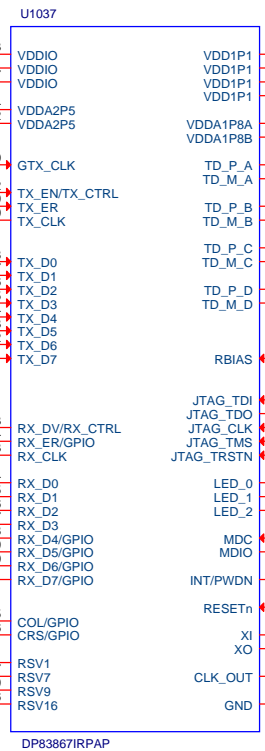 U1037
VDDIO VDD1P1
VDDIO VDD1P1
VDDIO VDD1P1
VDD1P1
VDDA2P5
VDDA2P5 VDDA1P8A
VDDA1P8B
GTX_CLK TD_P_A
TD_M_A
TX_EN/TX_CTRL
TX_ER TD_P_B
TX_CLK TD_M_B
TD_P_C
TX_D0 TD_M_C
TX_D1
TX_D2 TD_P_D
TX_D3 TD_M_D
TX_D4
TX_D5
TX_D6
TX_D7 RBIAS
JTAG_TDI
JTAG_TDO
RX_DV/RX_CTRL JTAG_CLK
RX_ER/GPIO JTAG_TMS
RX_CLK JTAG_TRSTN
RX_D0 LED_0
RX_D1 LED_1
RX_D2 LED_2
RX_D3
RX_D4/GPIO MDC
RX_D5/GPIO MDIO
RX_D6/GPIO
RX_D7/GPIO INT/PWDN
RESETn
COL/GPIO
CRS/GPIO XI
XO
RSV1
RSV7 CLK_OUT
RSV9
RSV16 GND
DP83867IRPAP